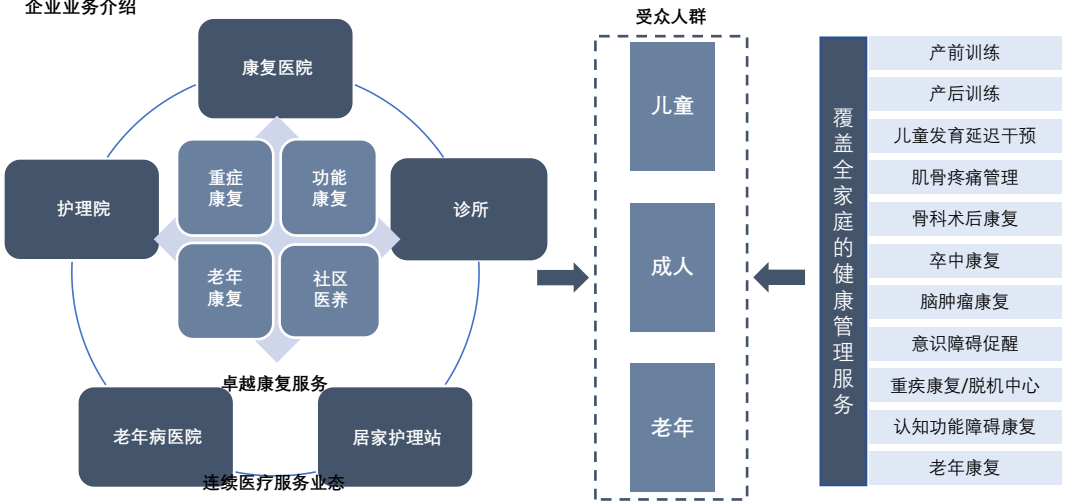 企业业务介绍
康复医院
护理院
诊所
重症
康复
功能
康复
老年
康复
社区
医养
卓越康复服务
老年病医院
居家护理站
连续医疗服务业态
受众人群
儿童
成人
老年
覆盖全家庭的健康管理服务
产前训练
产后训练
儿童发育延迟干预
肌骨疼痛管理
骨科术后康复
卒中康复
脑肿瘤康复
意识障碍促醒
重疾康复/脱机中心
认知功能障碍康复
老年康复